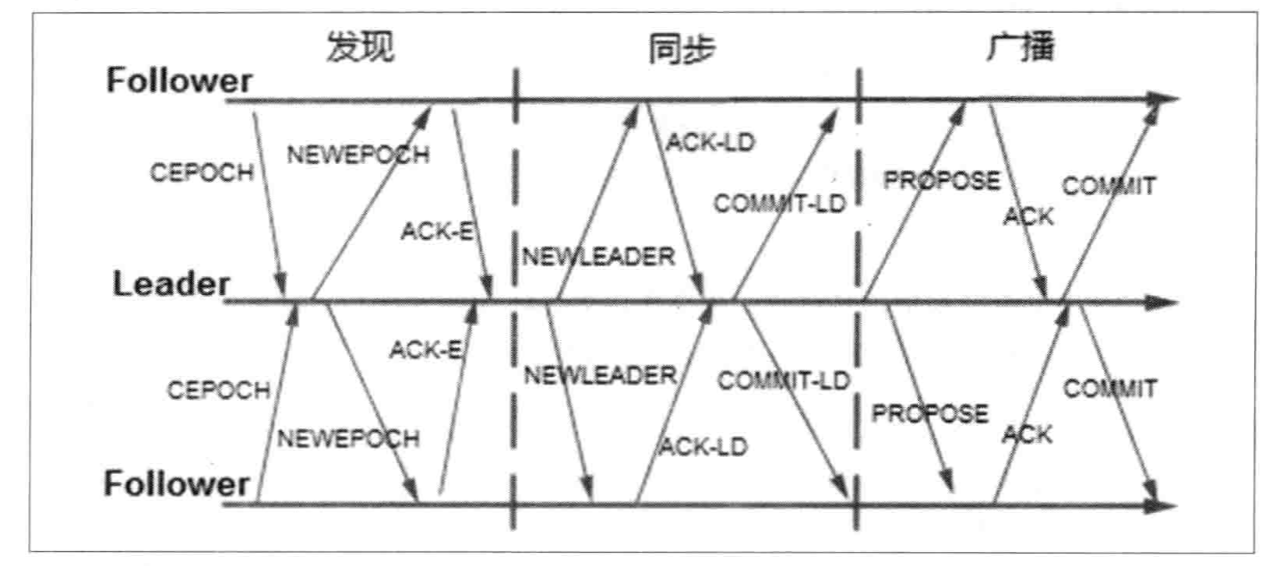 发现 同步 广播
Follower
NEWEPOCH ACK-LD
CEPOCH PROPOSE COMMIT
COMMIT-LD
ACK-E ACK
NEWLEADER
Leader
ACK-E
NEWLEADER COMMIT-LD
CEPOCH COMMIT
PROPOSE
NEWEPOCH ACK-LD ACK
Follower